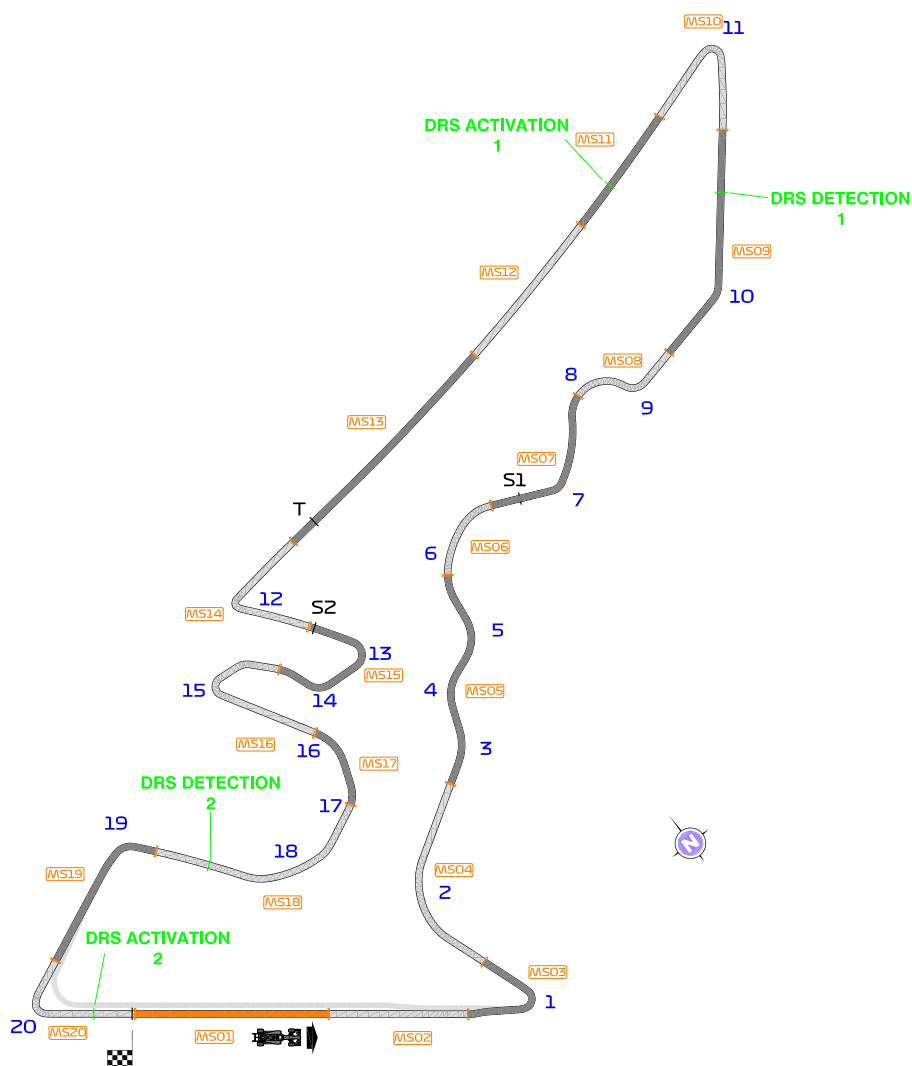 MS10
11
DRS ACTIVATION
1
MS11
DRS DETECTION
1
MS09
MS12
10
8
MS08
9
MS13
MS07
S1
7
T
6
MS06
12
S2
MS14
5
13
MS15
15
14
4
MS05
16
MS16
3
MS17
DRS DETECTION
2
17
19
18
N
MS19
MS18
MS04
2
DRS ACTIVATION
2
MS03
1
20
MS20
MS01
MS02